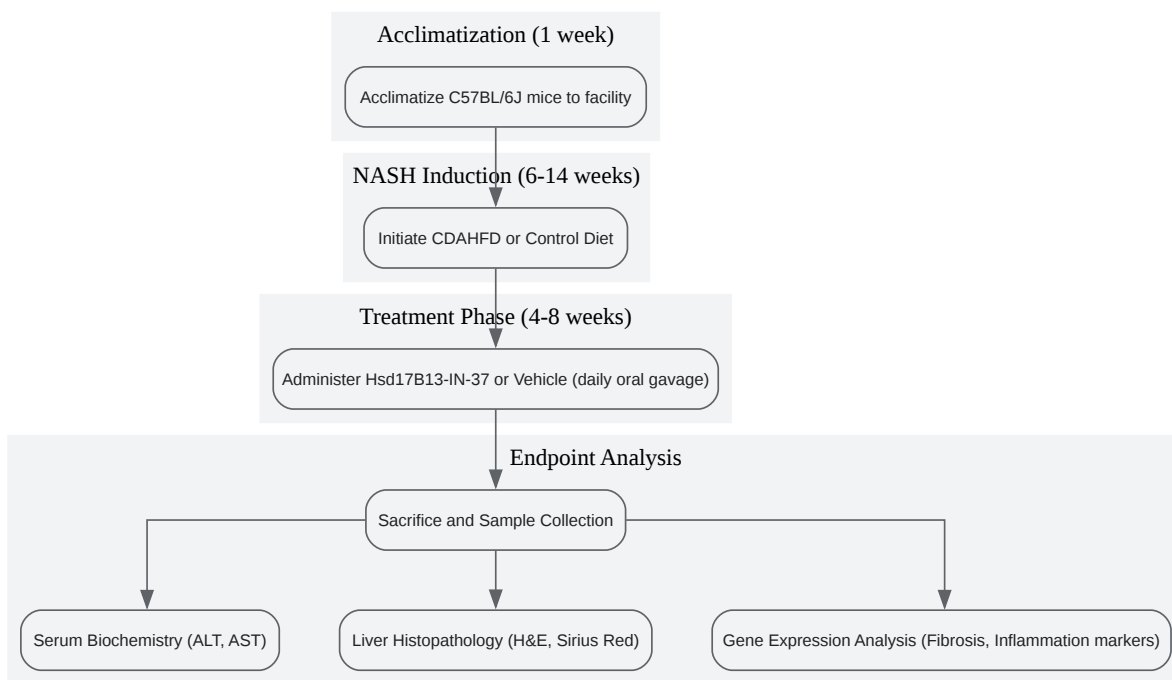 Acclimatization (1 week)
Acclimatize C57BL/6J mice to facility
NASH Induction (6-14 weeks)
Initiate CDAHFD or Control Diet
Treatment Phase (4-8 weeks)
Administer Hsd17B13-IN-37 or Vehicle (daily oral gavage)
Endpoint Analysis
Sacrifice and Sample Collection
Serum Biochemistry (ALT, AST)
Liver Histopathology (H&E, Sirius Red)
Gene Expression Analysis (Fibrosis, Inflammation markers)